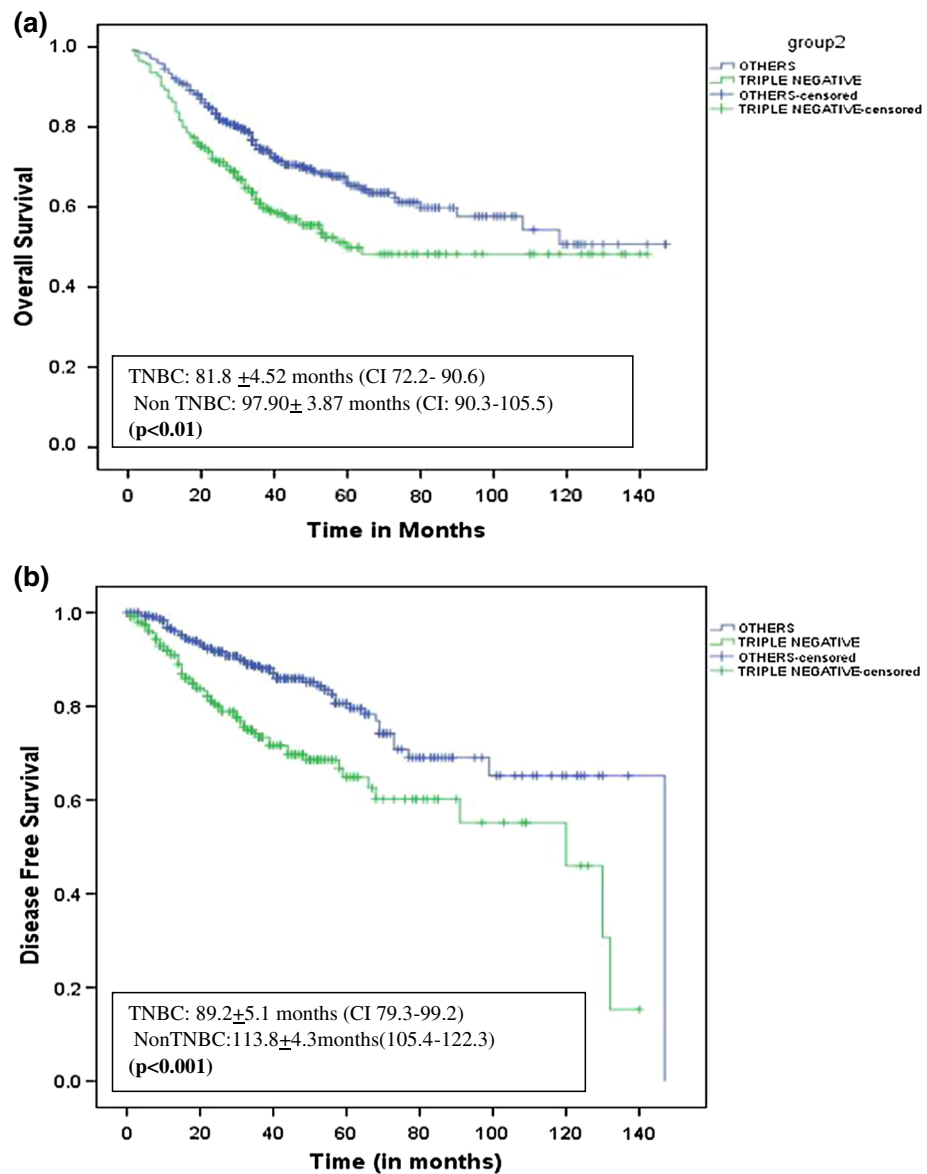 (a)
group2
OTHERS
TRIPLE NEGATIVE
OTHERS-censored
TRIPLE NEGATIVE-censored
Overall Survival
1.0
0.8
0.6
0.4
0.2
0.0
TNBC: 81.8 ±4.52 months (CI 72.2- 90.6)
Non TNBC: 97.90± 3.87 months (CI: 90.3-105.5)
(p<0.01)
0 20 40 60 80 100 120 140
Time in Months
(b)
OTHERS
TRIPLE NEGATIVE
OTHERS-censored
TRIPLE NEGATIVE-censored
Disease Free Survival
1.0
0.8
0.6
0.4
0.2
0.0
TNBC: 89.2±5.1 months (CI 79.3-99.2)
NonTNBC:113.8±4.3months(105.4-122.3)
(p<0.001)
0 20 40 60 80 100 120 140
Time (in months)